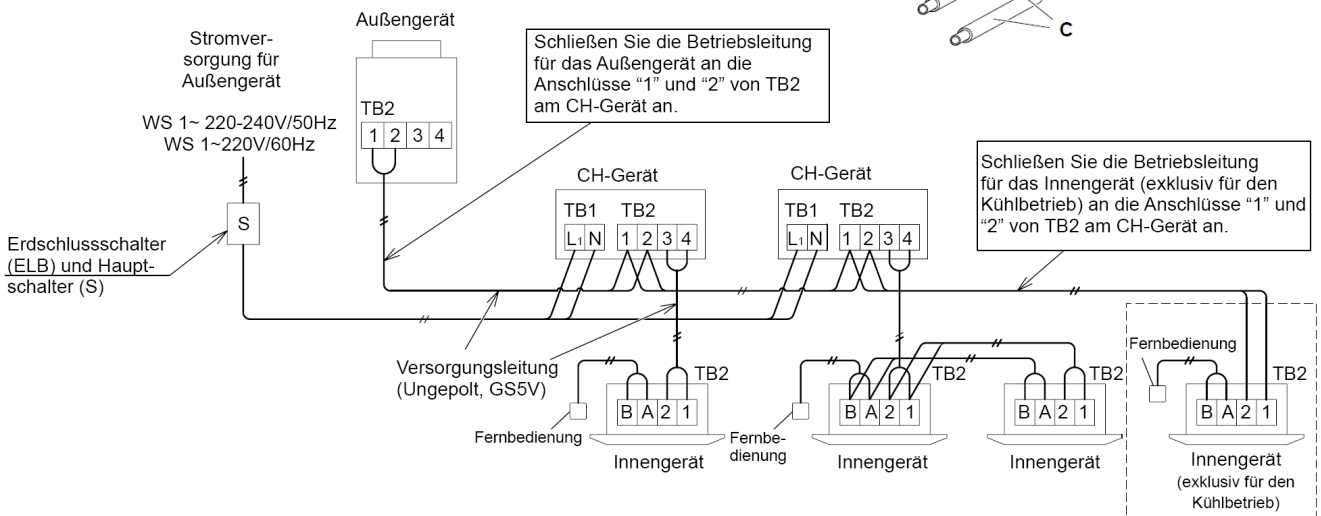 C
Außengerät
Stromver-
sorgung für
Außengerät
WS 1~ 220-240V/50Hz
WS 1~220V/60Hz
TB2
1 2 3 4
Schließen Sie die Betriebsleitung
für das Außengerät an die
Anschlüsse “1” und “2” von TB2
am CH-Gerät an.
S
Erdschlussschalter
(ELB) und Haupt-
schalter (S)
CH-Gerät
TB1 TB2
L1 N 1 2 3 4
CH-Gerät
TB1 TB2
L1 N 1 2 3 4
Schließen Sie die Betriebsleitung
für das Innengerät (exklusiv für den
Kühlbetrieb) an die Anschlüsse “1” und
“2” von TB2 am CH-Gerät an.
Versorgungsleitung
(Ungepolt, GS5V)
Fernbedienung
TB2
B A 2 1
Innengerät
Fernbe-
dienung
TB2
B A 2 1
Innengerät
TB2
B A 2 1
Innengerät
Fernbedienung
TB2
B A 2 1
Innengerät
(exklusiv für den
Kühlbetrieb)